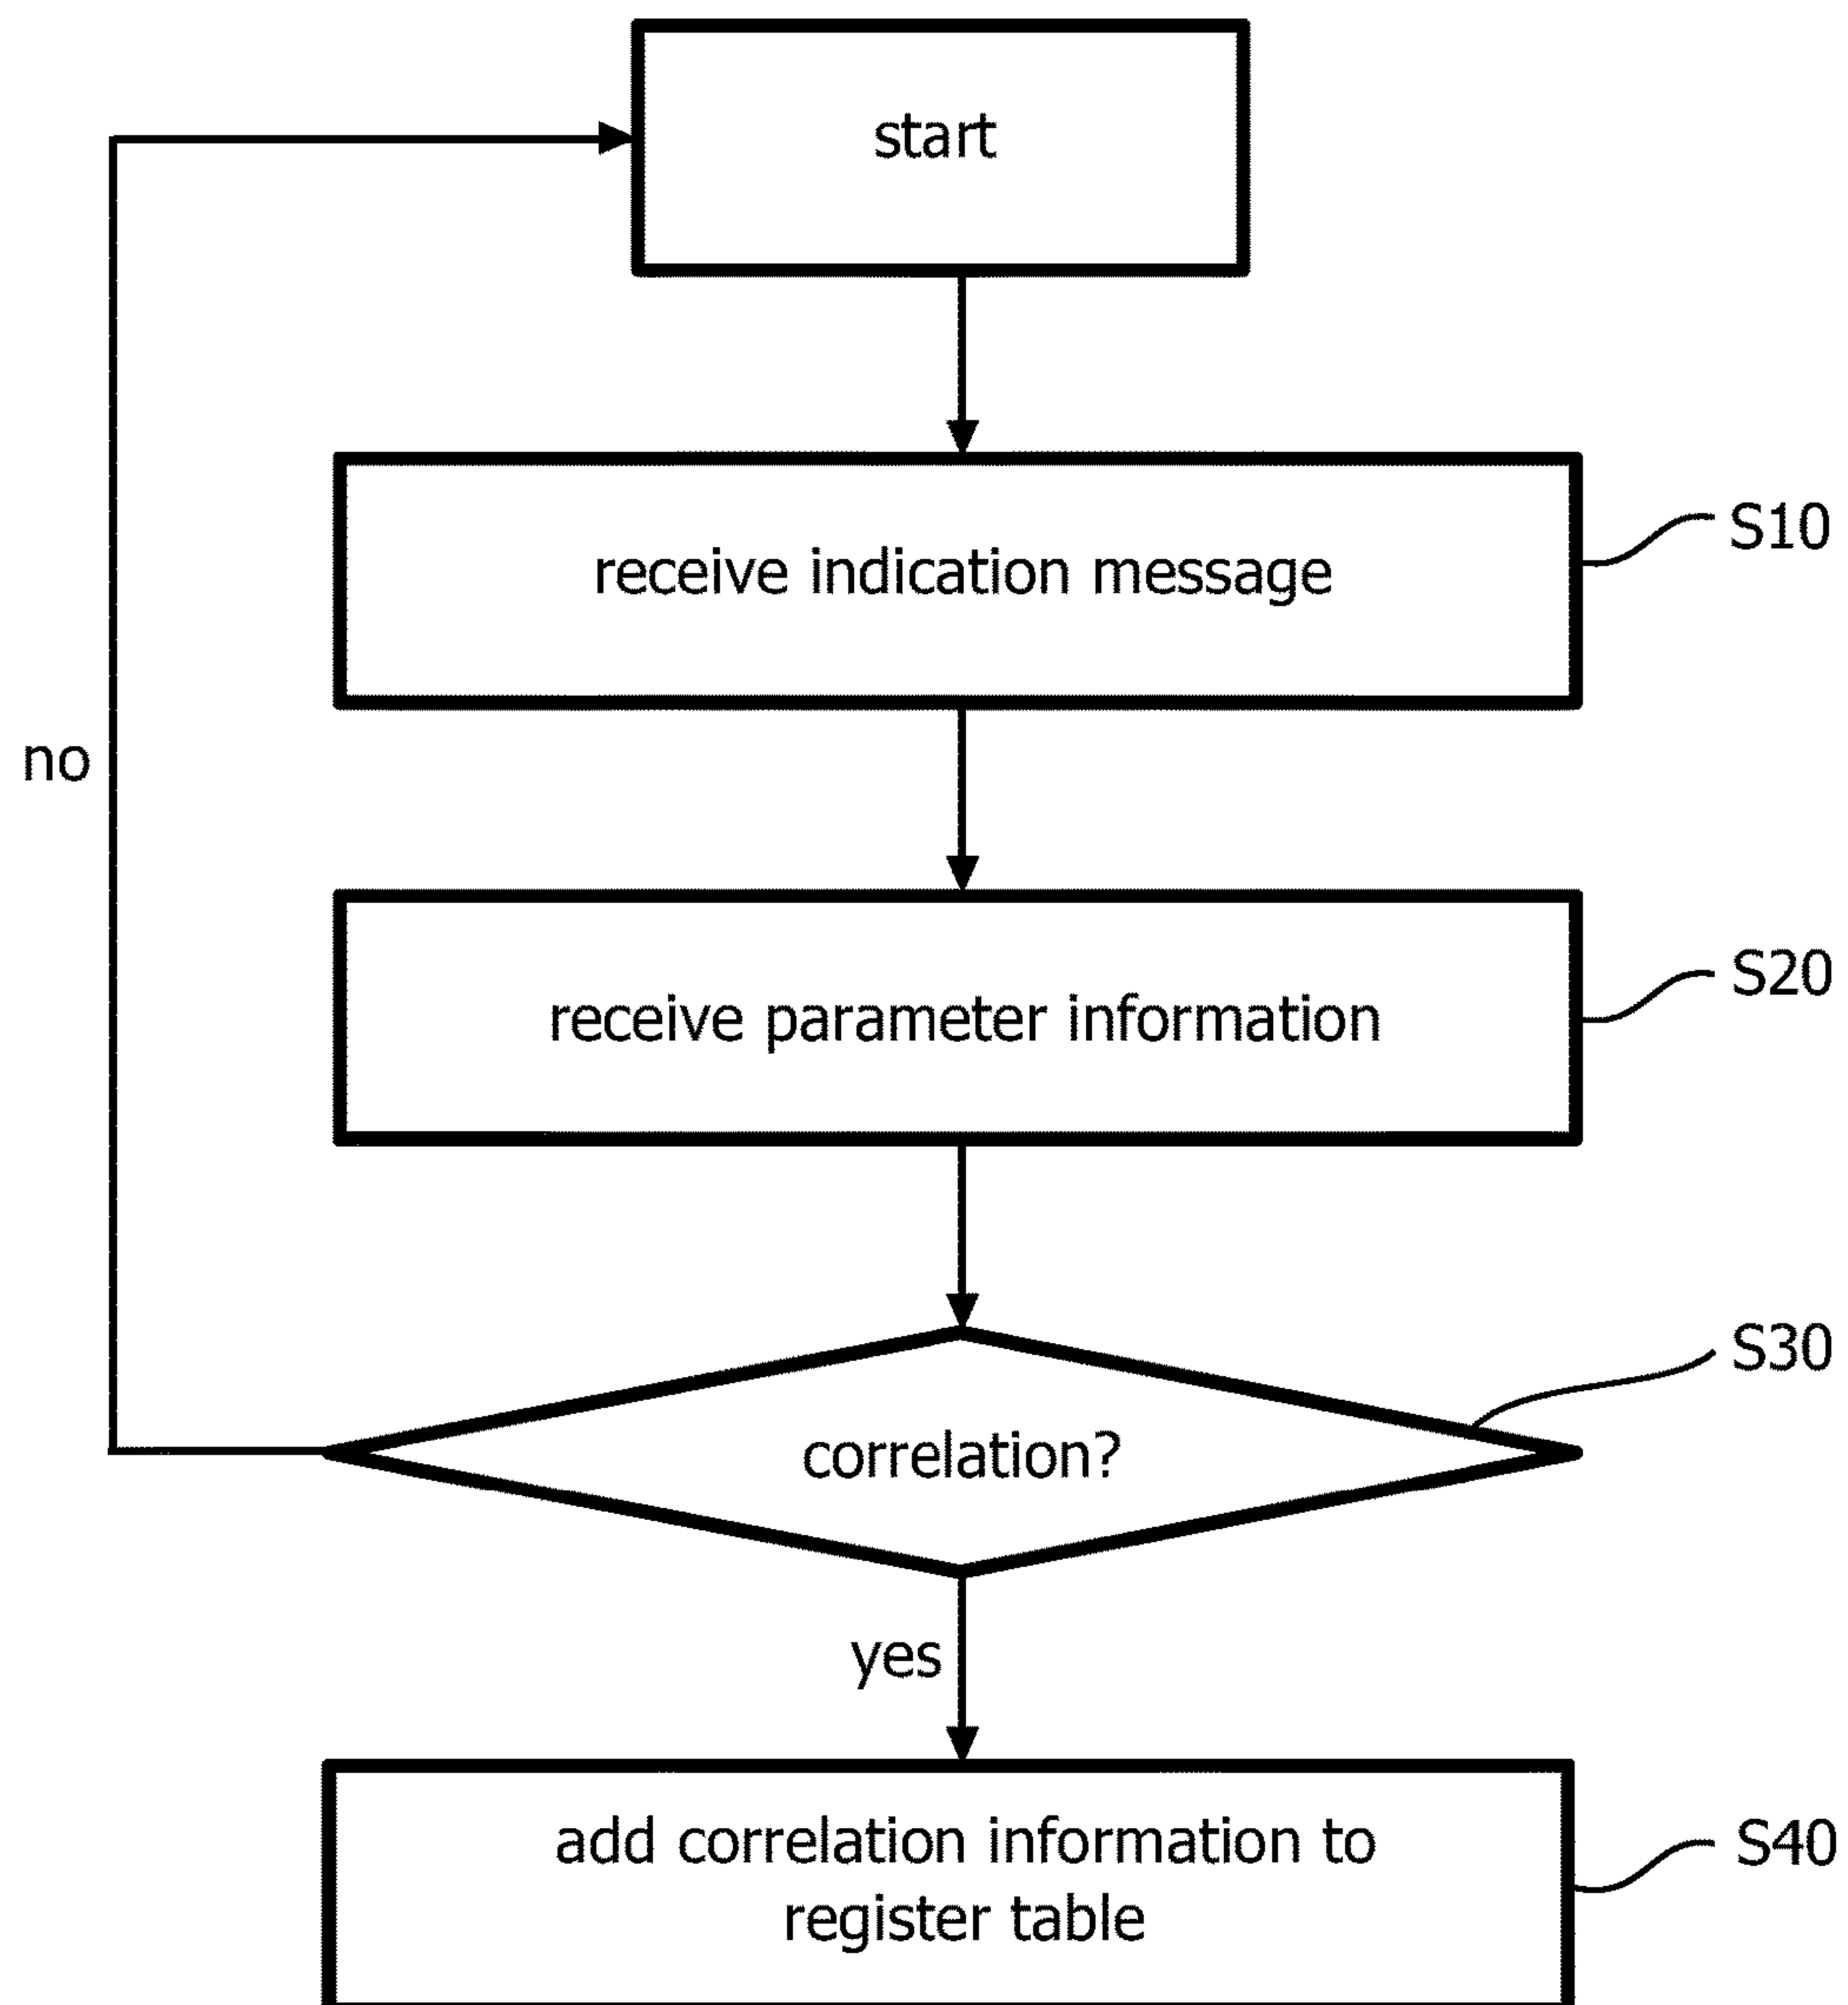 start
receive indication message
S10
no
receive parameter information
S20
correlation?
S30
yes
add correlation information to
register table
S40